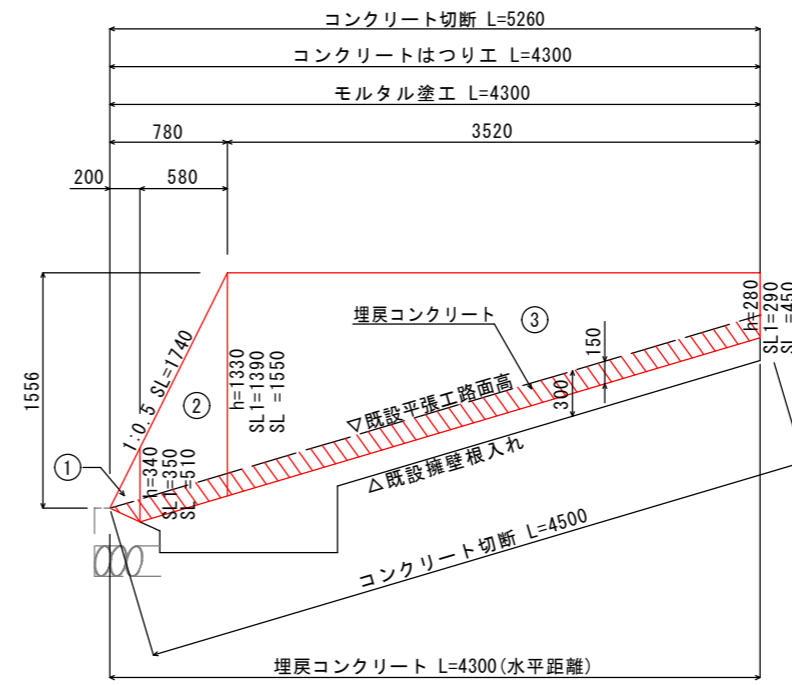 コンクリート切断 L=5260
コンクリートはつり工 L=4300
モルタル塗工 L=4300
780
3520
200
580
1556
1:0.5 SL=1740
埋戻コンクリート
③
②
①
h=1330
SL1=1390
SL =1550
h=340
SL1=350
SL =510
h=280
SL1=290
SL =450
150
300
▽既設平張工路面高
△既設擁壁根入れ
コンクリート切断 L=4500
埋戻コンクリート L=4300(水平距離)